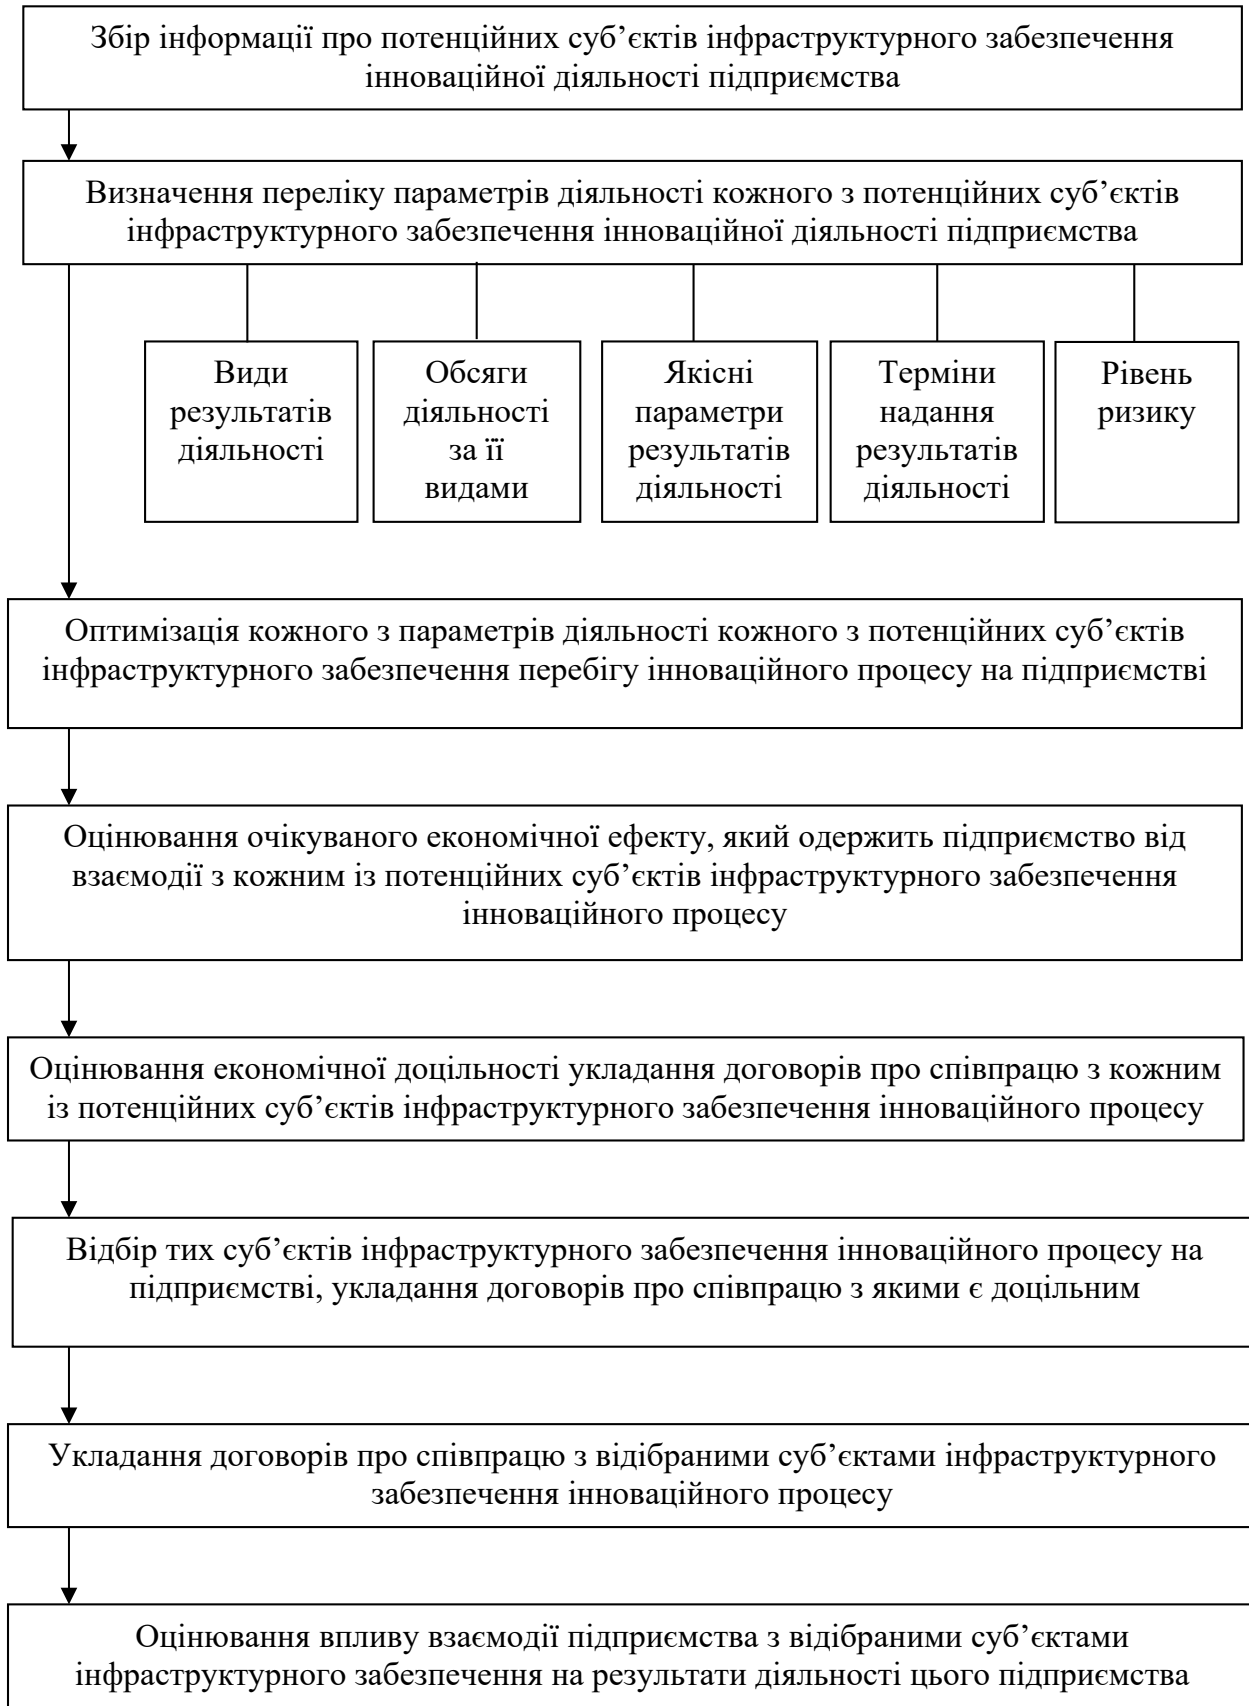 Збір інформації про потенційних суб’єктів інфраструктурного забезпечення
інноваційної діяльності підприємства
Визначення переліку параметрів діяльності кожного з потенційних суб’єктів
інфраструктурного забезпечення інноваційної діяльності підприємства
Види
результатів
діяльності
Обсяги
діяльності
за її
видами
Якісні
параметри
результатів
діяльності
Терміни
надання
результатів
діяльності
Рівень
ризику
Оптимізація кожного з параметрів діяльності кожного з потенційних суб’єктів
інфраструктурного забезпечення перебігу інноваційного процесу на підприємстві
Оцінювання очікуваного економічної ефекту, який одержить підприємство від
взаємодії з кожним із потенційних суб’єктів інфраструктурного забезпечення
інноваційного процесу
Оцінювання економічної доцільності укладання договорів про співпрацю з кожним
із потенційних суб’єктів інфраструктурного забезпечення інноваційного процесу
Відбір тих суб’єктів інфраструктурного забезпечення інноваційного процесу на
підприємстві, укладання договорів про співпрацю з якими є доцільним
Укладання договорів про співпрацю з відібраними суб’єктами інфраструктурного
забезпечення інноваційного процесу
Оцінювання впливу взаємодії підприємства з відібраними суб’єктами
інфраструктурного забезпечення на результати діяльності цього підприємства